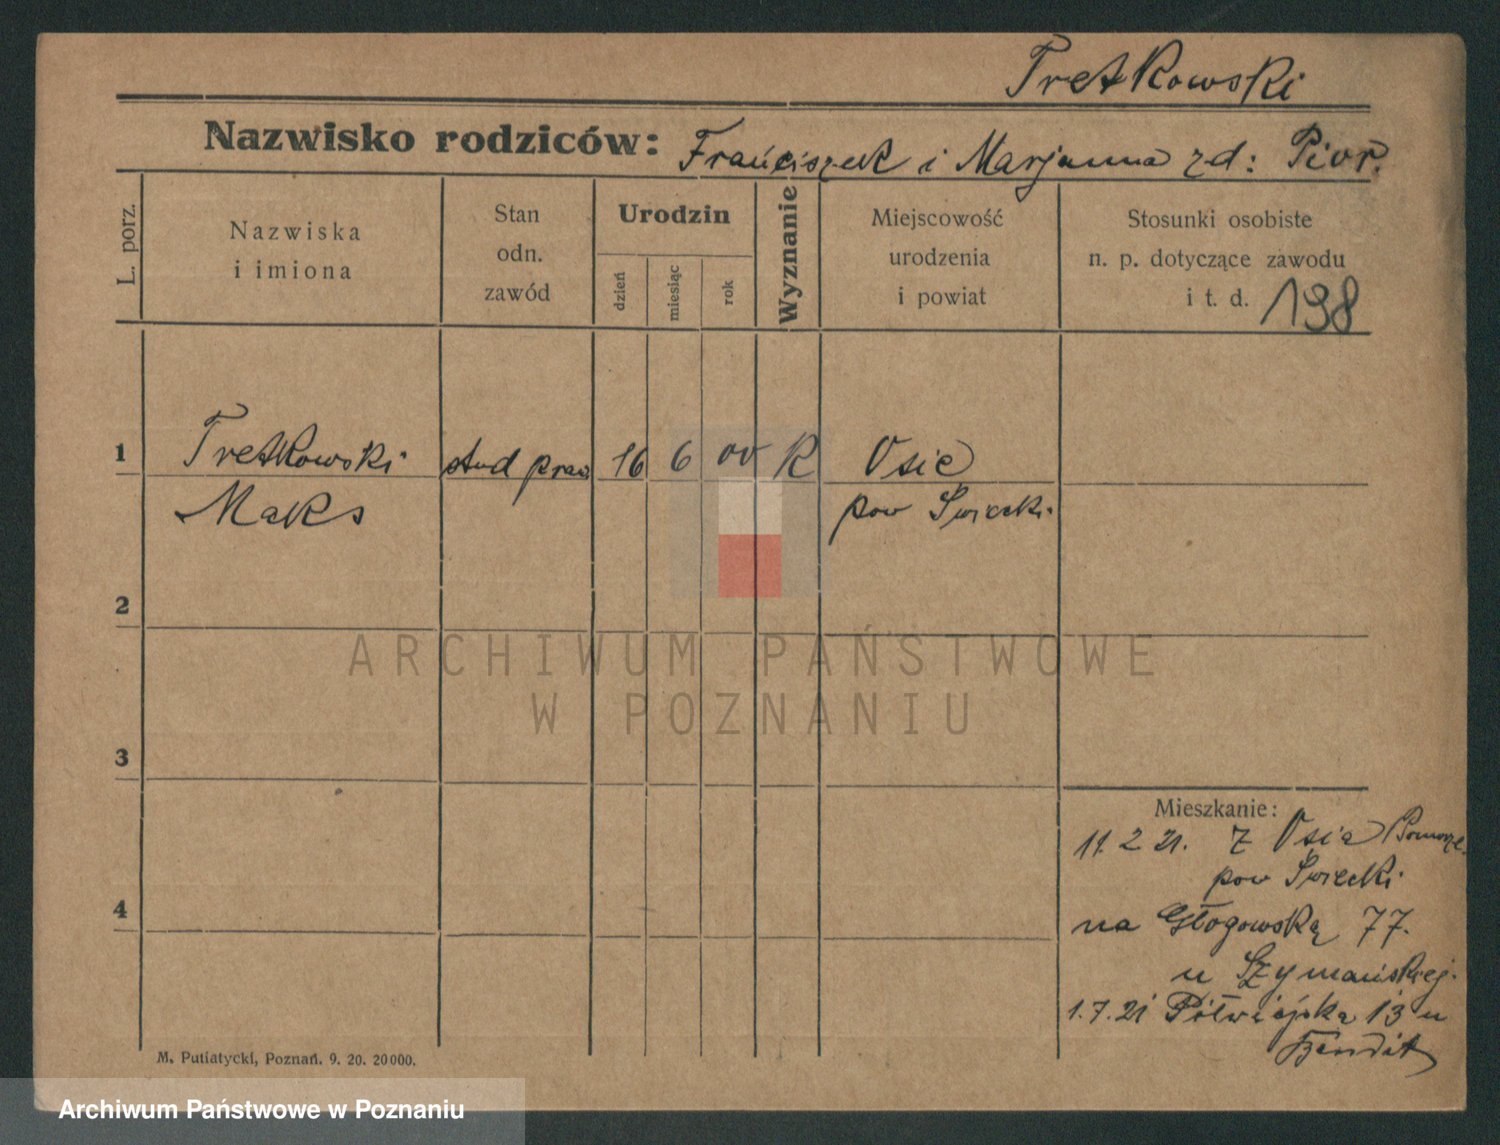 Tretkowski
Nazwisko rodziców: Franciszek i Marjanna zd: Pior.
L. porz.
Nazwiska
i imiona
Stan
odn.
zawód
Urodzin
dzień
miesiąc
rok
Wyznanie
Miejscowość
urodzenia
i powiat
Stosunki osobiste
n. p. dotyczące zawodu
i t. d. 198
1 Tretkowski stud praw 16 6 00 K Osie
Maks pow Świecki.
2
3
4
Mieszkanie:
11. 2 21. z Osia Pomorze.
pow Świecki
na Głogowską 77.
u Szymańskiej.
1.7.21 Półwiejska 13 u
M. Putiatycki, Poznań. 9. 20. 20000.
ARCHIWUM PAŃSTWOWE
W POZNANIU
Archiwum Państwowe w Poznaniu